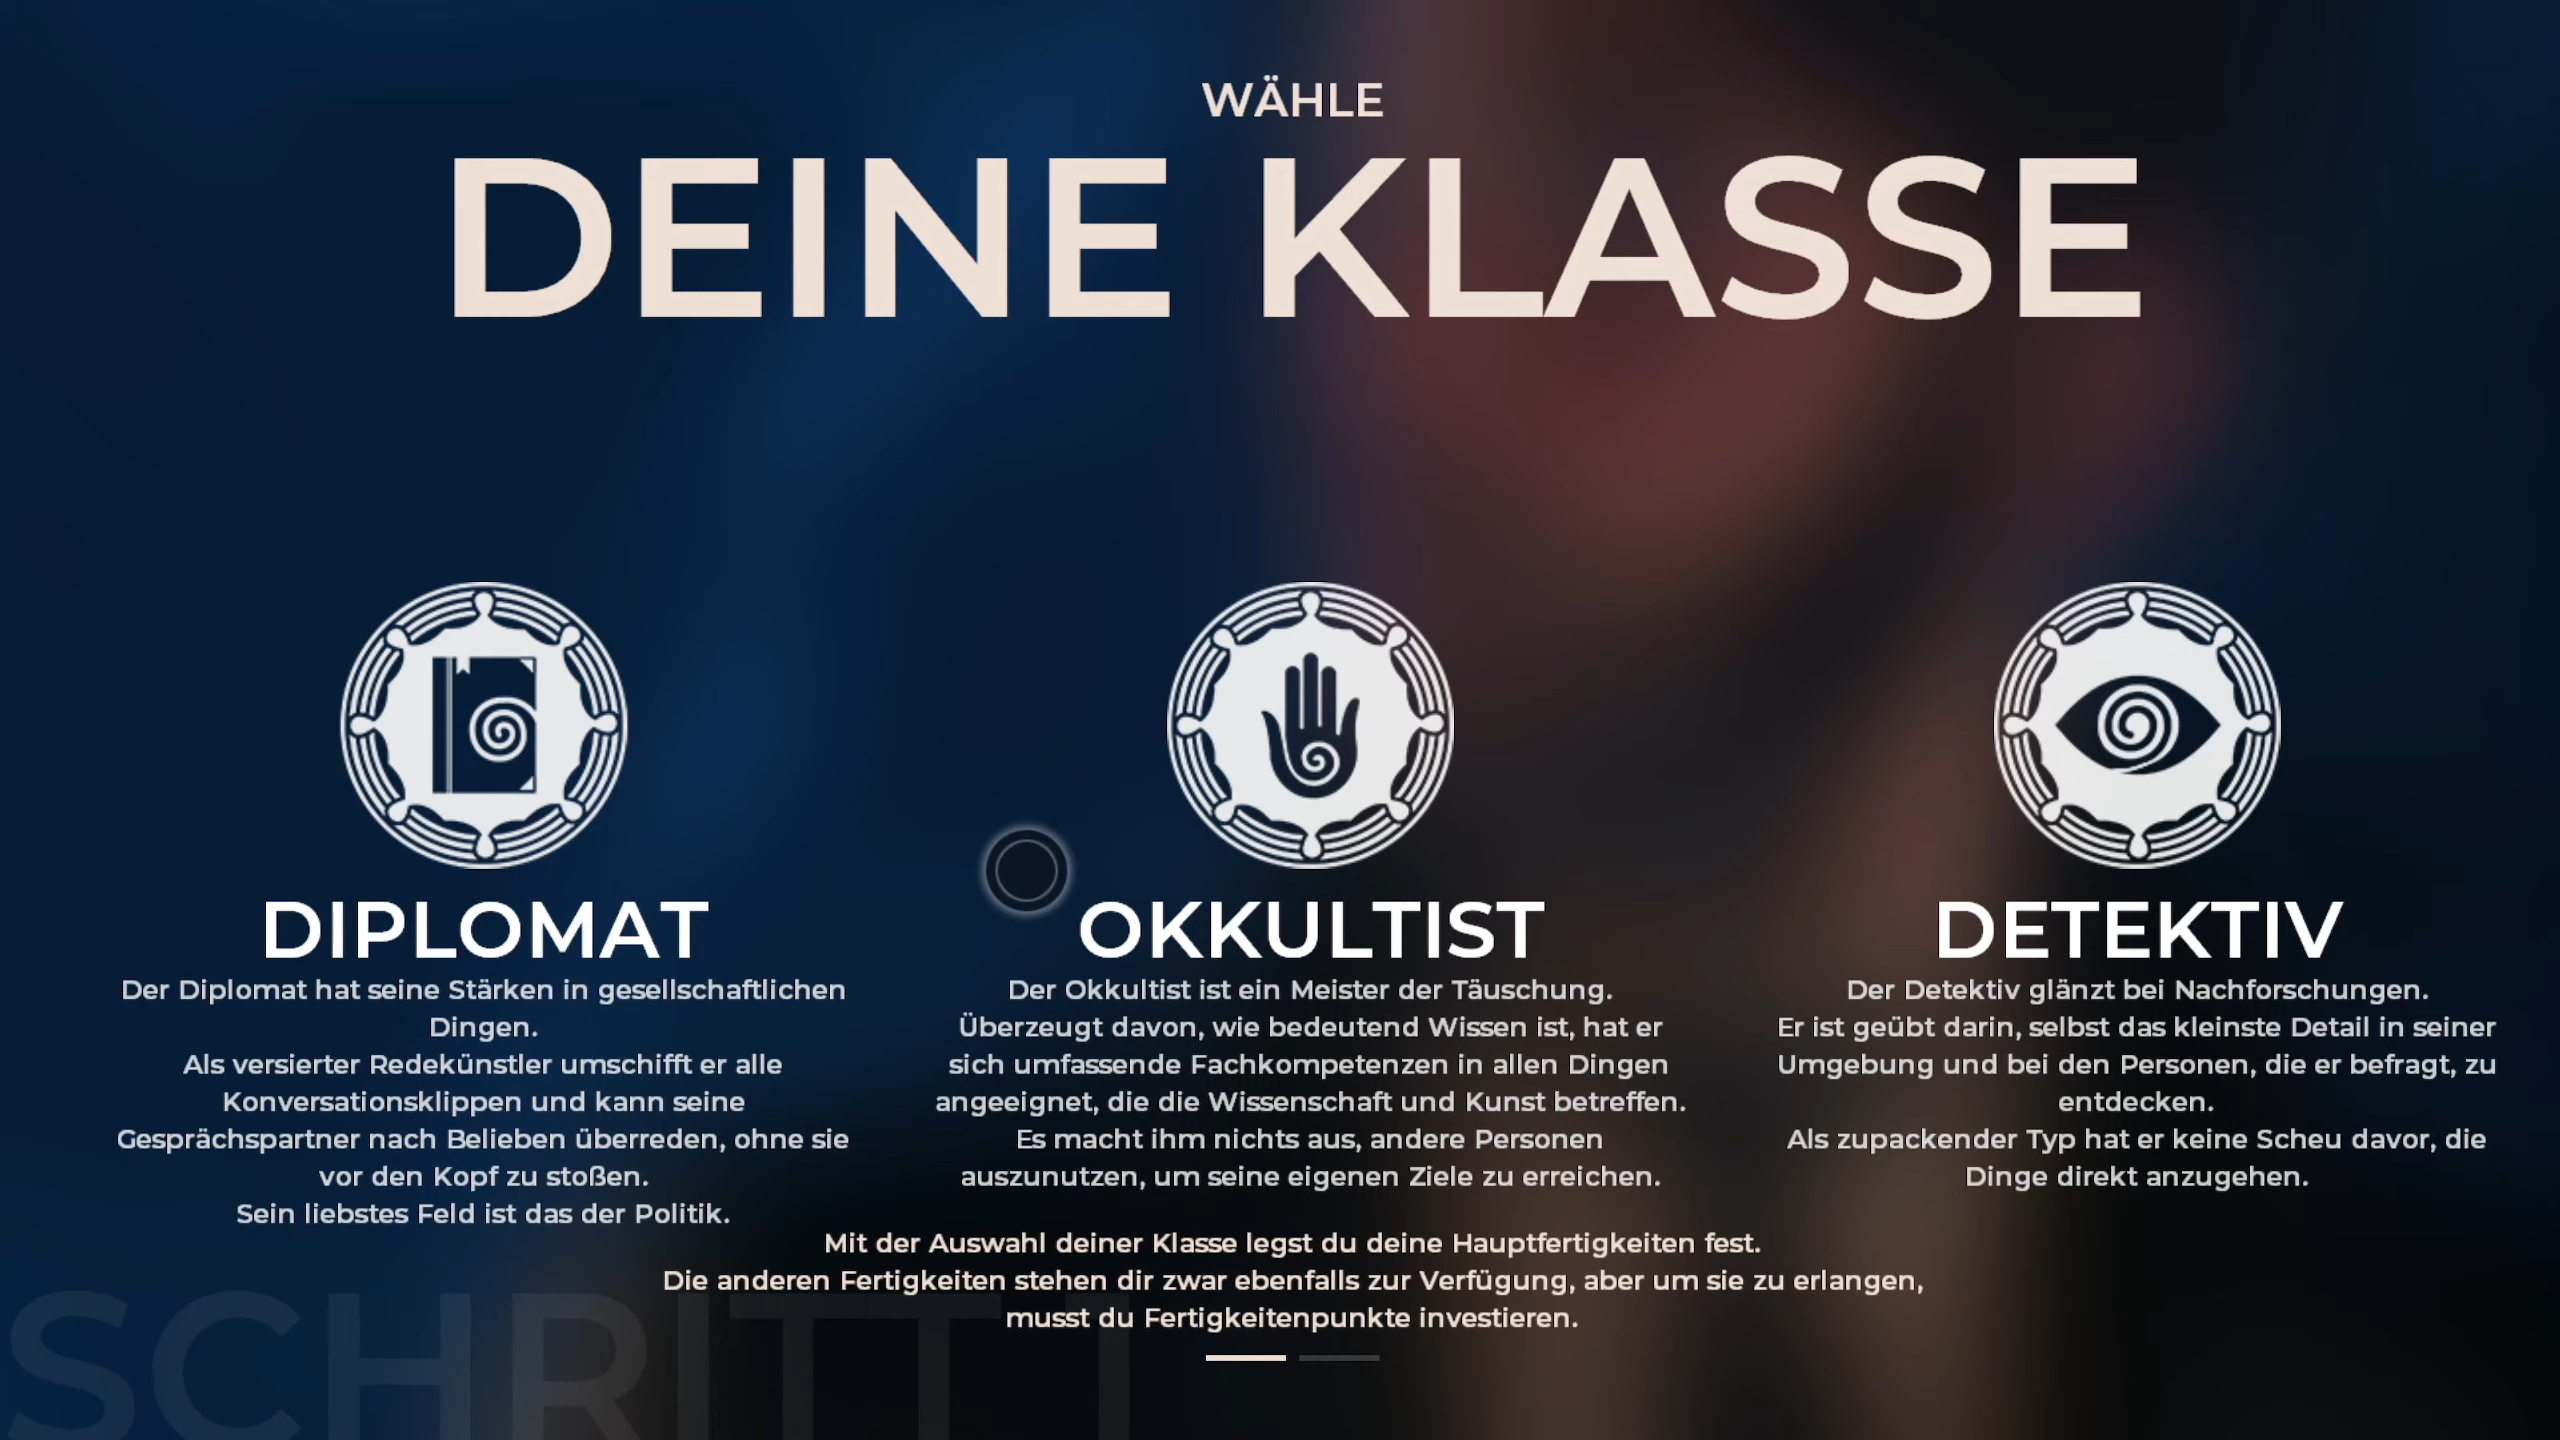 WÄHLE
DEINE KLASSE
DIPLOMAT
Der Diplomat hat seine Stärken in gesellschaftlichen
Dingen.
Als versierter Redekünstler umschifft er alle
Konversationsklippen und kann seine
Gesprächspartner nach Belieben überreden, ohne sie
vor den Kopf zu stoßen.
Sein liebstes Feld ist das der Politik.
OKKULTIST
Der Okkultist ist ein Meister der Täuschung.
Überzeugt davon, wie bedeutend Wissen ist, hat er
sich umfassende Fachkompetenzen in allen Dingen
angeeignet, die die Wissenschaft und Kunst betreffen.
Es macht ihm nichts aus, andere Personen
auszunutzen, um seine eigenen Ziele zu erreichen.
DETEKTIV
Der Detektiv glänzt bei Nachforschungen.
Er ist geübt darin, selbst das kleinste Detail in seiner
Umgebung und bei den Personen, die er befragt, zu
entdecken.
Als zupackender Typ hat er keine Scheu davor, die
Dinge direkt anzugehen.
Mit der Auswahl deiner Klasse legst du deine Hauptfertigkeiten fest.
Die anderen Fertigkeiten stehen dir zwar ebenfalls zur Verfügung, aber um sie zu erlangen,
musst du Fertigkeitenpunkte investieren.
SCHRITT I